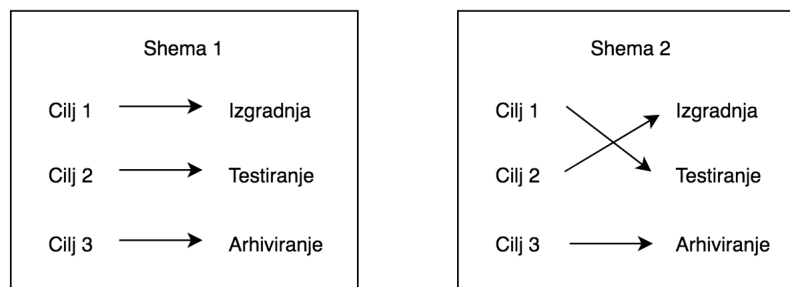 Shema 1
Cilj 1 Izgradnja
Cilj 2 Testiranje
Cilj 3 Arhiviranje
Shema 2
Cilj 1 Izgradnja
Cilj 2 Testiranje
Cilj 3 Arhiviranje